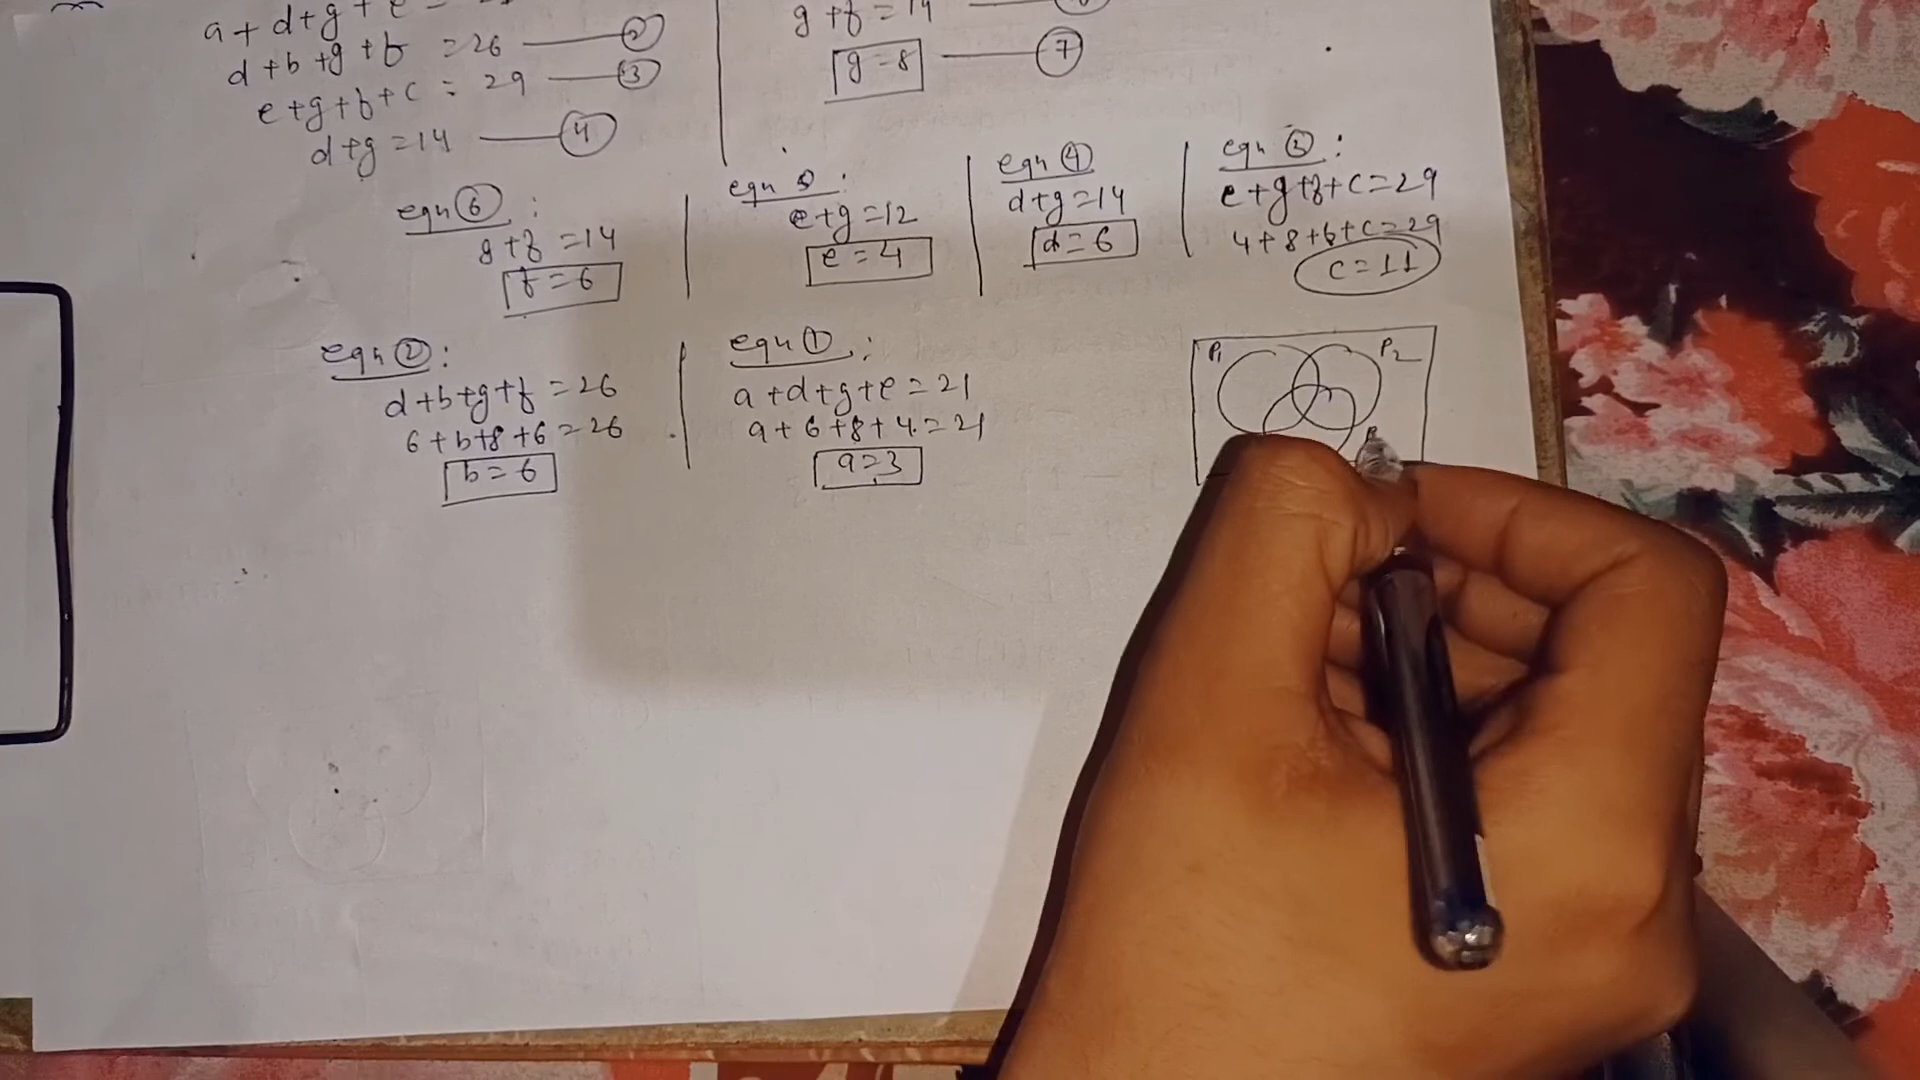 a + d + g + e =
d + b + g + f = 26 —— ②
e + g + f + c = 29 —— ③
d + g = 14 —— ④
g + f = 14
g = 8 —— ⑦
eqn ⑥ :
g + f = 14
f = 6
eqn 5 :
e + g = 12
e = 4
eqn ④
d + g = 14
d = 6
eqn ③ :
e + g + f + c = 29
4 + 8 + 6 + c = 29
c = 11
eqn ② :
d + b + g + f = 26
6 + b + 8 + 6 = 26
b = 6
eqn ① :
a + d + g + e = 21
a + 6 + 8 + 4 = 21
a = 3
P1
P2